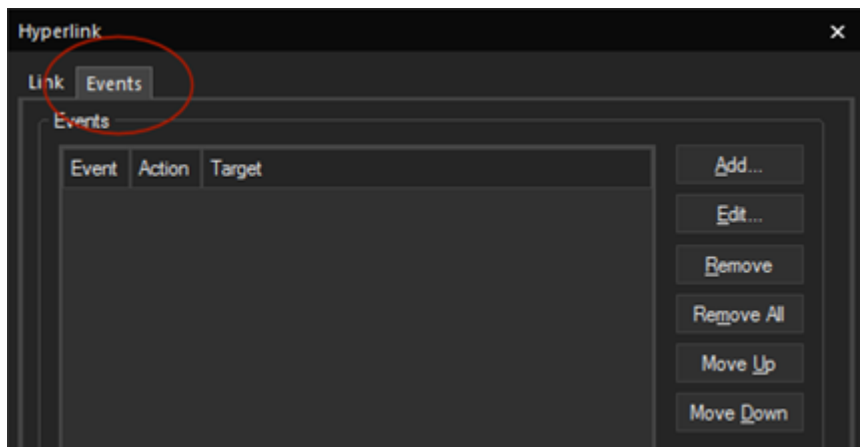 Hyperlink
Link Events
Events
Event Action Target
Add...
Edit...
Remove
Remove All
Move Up
Move Down